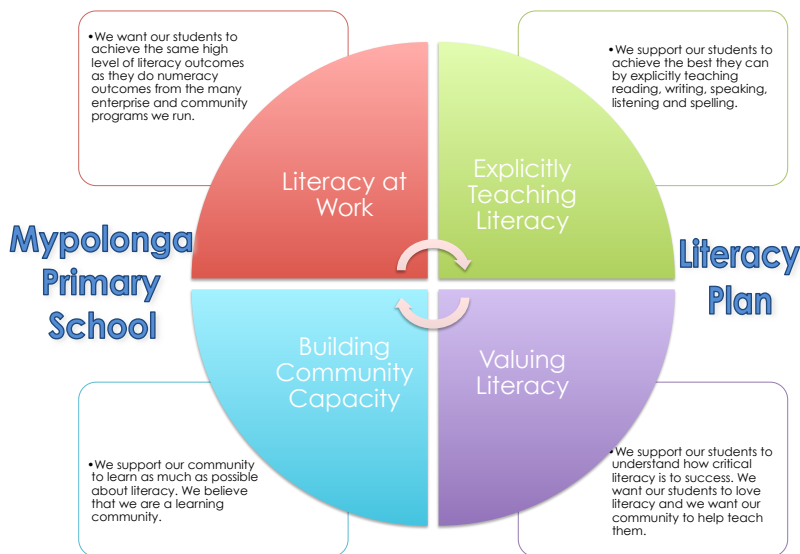 •We want our students to
achieve the same high
level of literacy outcomes
as they do numeracy
outcomes from the many
enterprise and community
programs we run.
•We support our students to
achieve the best they can
by explicitly teaching
reading, writing, speaking,
listening and spelling.
Literacy at
Work
Explicitly
Teaching
Literacy
Mypolonga
Primary
School
Literacy
Plan
Building
Community
Capacity
Valuing
Literacy
•We support our community
to learn as much as possible
about literacy. We believe
that we are a learning
community.
•We support our students to
understand how critical
literacy is to success. We
want our students to love
literacy and we want our
community to help teach
them.